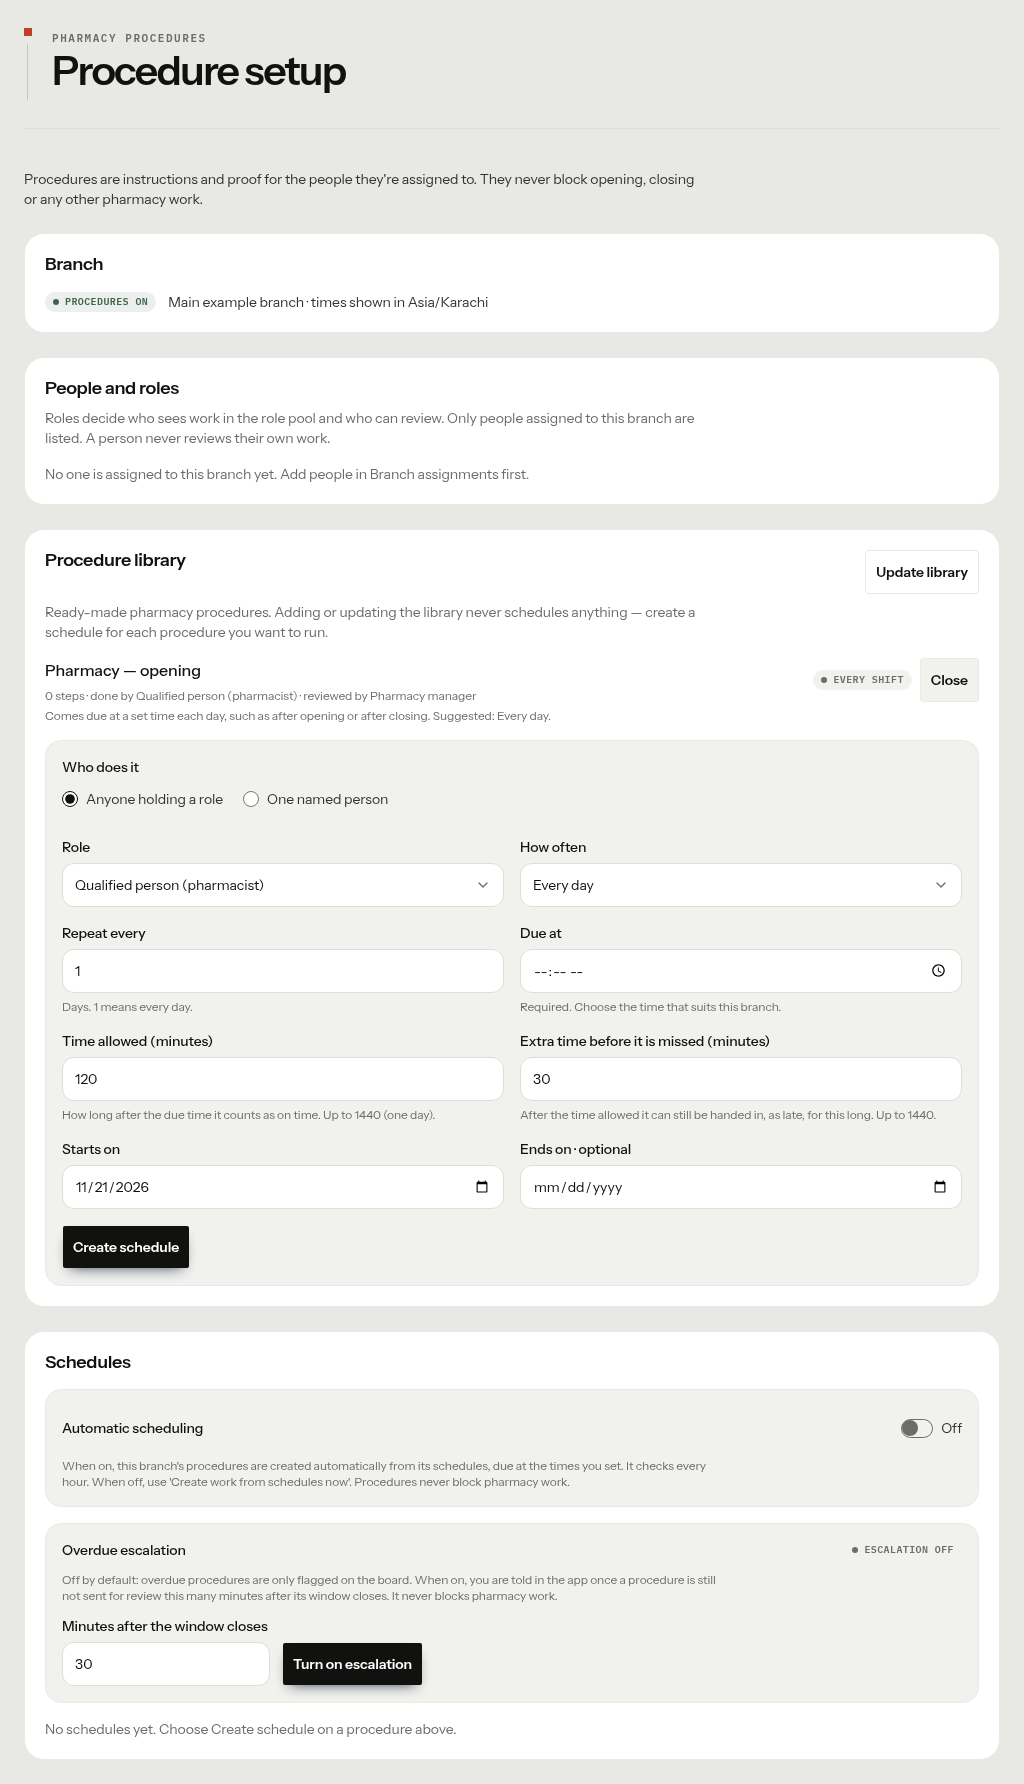 PHARMACY PROCEDURES
Procedure setup
Procedures are instructions and proof for the people they're assigned to. They never block opening, closing
or any other pharmacy work.
Branch
PROCEDURES ON
Main example branch · times shown in Asia/Karachi
People and roles
Roles decide who sees work in the role pool and who can review. Only people assigned to this branch are
listed. A person never reviews their own work.
No one is assigned to this branch yet. Add people in Branch assignments first.
Procedure library
Update library
Ready-made pharmacy procedures. Adding or updating the library never schedules anything — create a
schedule for each procedure you want to run.
Pharmacy — opening
EVERY SHIFT
Close
0 steps · done by Qualified person (pharmacist) · reviewed by Pharmacy manager
Comes due at a set time each day, such as after opening or after closing. Suggested: Every day.
Who does it
Anyone holding a role
One named person
Role
How often
Qualified person (pharmacist)
Every day
Repeat every
Due at
1
--:-- --
Days. 1 means every day.
Required. Choose the time that suits this branch.
Time allowed (minutes)
Extra time before it is missed (minutes)
120
30
How long after the due time it counts as on time. Up to 1440 (one day).
After the time allowed it can still be handed in, as late, for this long. Up to 1440.
Starts on
Ends on · optional
11/21/2026
mm/dd/yyyy
Create schedule
Schedules
Automatic scheduling
Off
When on, this branch's procedures are created automatically from its schedules, due at the times you set. It checks every
hour. When off, use 'Create work from schedules now'. Procedures never block pharmacy work.
Overdue escalation
ESCALATION OFF
Off by default: overdue procedures are only flagged on the board. When on, you are told in the app once a procedure is still
not sent for review this many minutes after its window closes. It never blocks pharmacy work.
Minutes after the window closes
30
Turn on escalation
No schedules yet. Choose Create schedule on a procedure above.